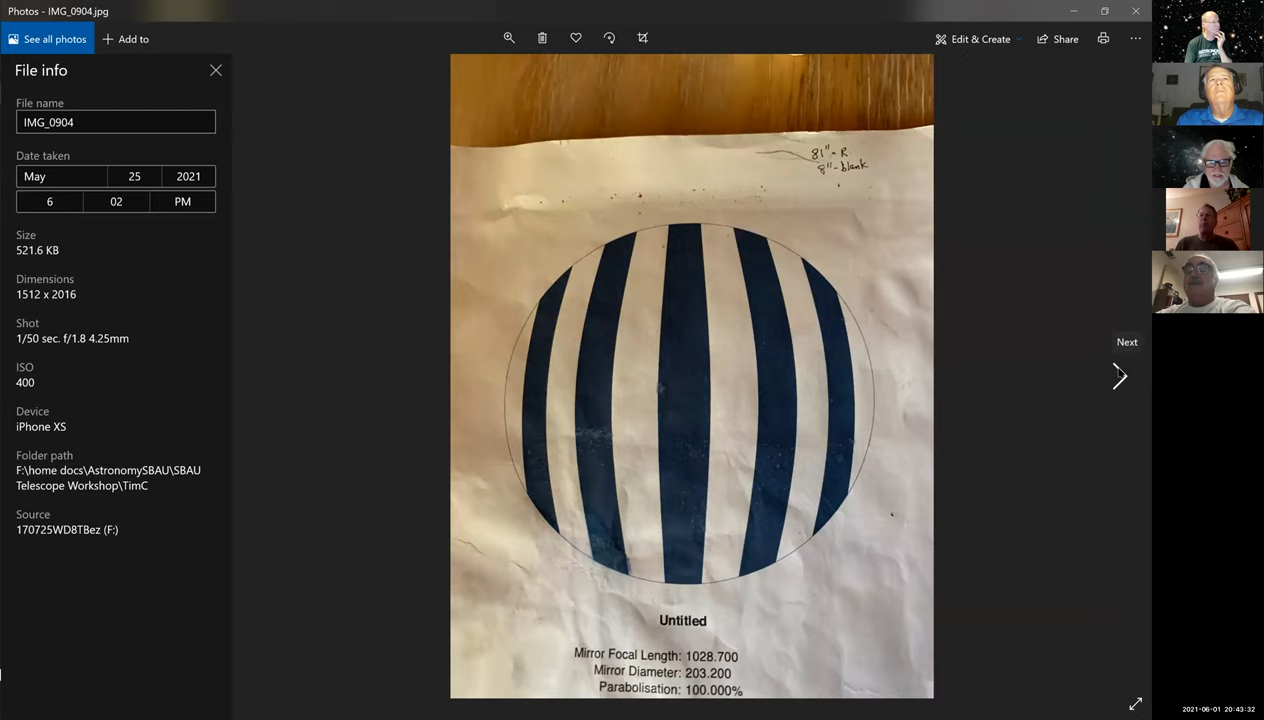 Photos - IMG_0904.jpg
See all photos
Add to
Edit & Create
Share
File info
File name
IMG_0904
Date taken
May 25 2021
6 02 PM
Size
521.6 KB
Dimensions
1512 x 2016
Shot
1/50 sec. f/1.8 4.25mm
ISO
400
Device
iPhone XS
Folder path
F:\home docs\AstronomySBAU\SBAU
Telescope Workshop\TimC
Source
170725WD8TBez (F:)
81" - R
8" - blank
Untitled
Mirror Focal Length: 1028.700
Mirror Diameter: 203.200
Parabolisation: 100.000%
Next
2021-06-01 20:43:32